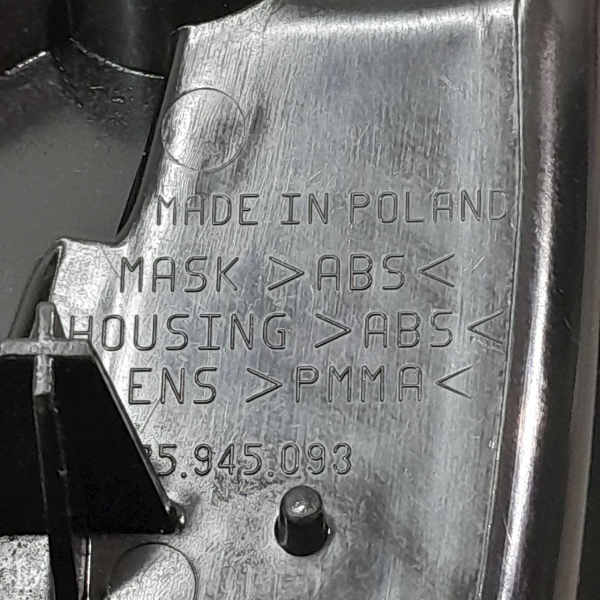 MADE IN POLAND
MASK >ABS<
HOUSING >ABS<
ENS >PMMA<
5.945.093